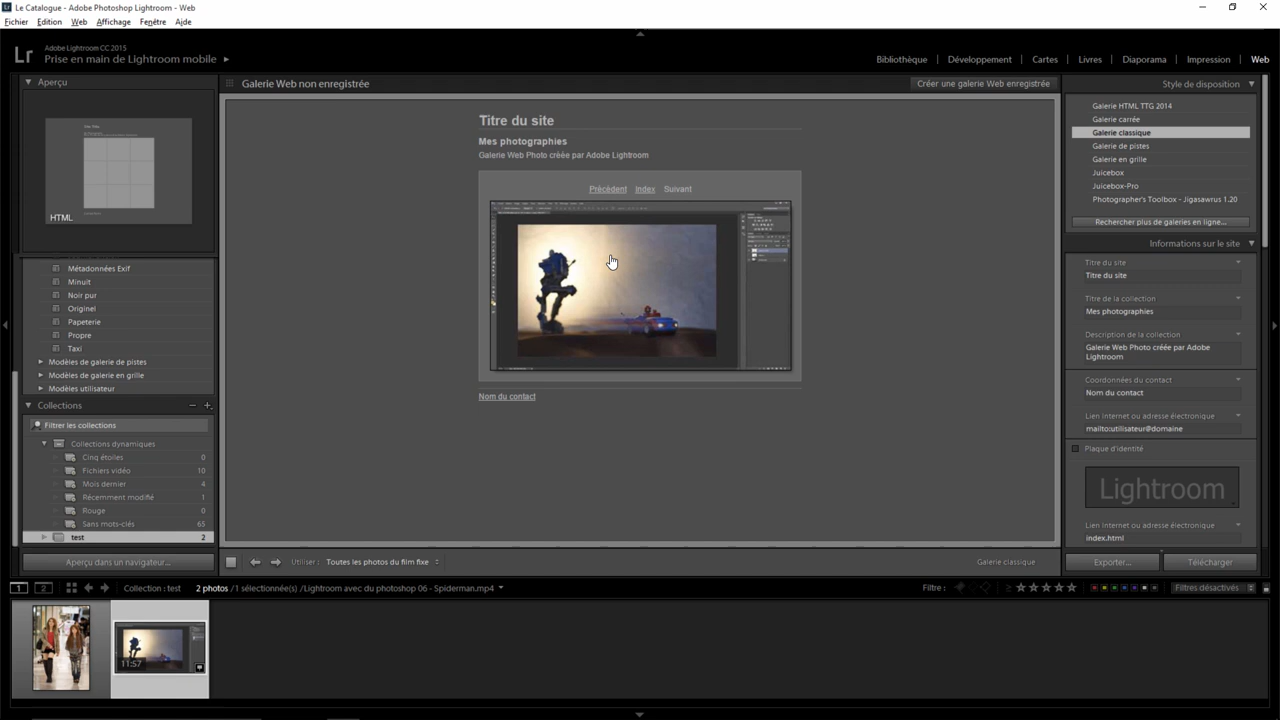 Le Catalogue - Adobe Photoshop Lightroom - Web
Fichier Edition Web Affichage Fenêtre Aide
Lr
Adobe Lightroom CC 2015
Prise en main de Lightroom mobile
Bibliothèque | Développement | Cartes | Livres | Diaporama | Impression | Web
Aperçu
HTML
Métadonnées Exif
Minuit
Noir pur
Originel
Papeterie
Propre
Taxi
Modèles de galerie de pistes
Modèles de galerie en grille
Modèles utilisateur
Collections
Filtrer les collections
Collections dynamiques
Cinq étoiles 0
Fichiers vidéo 10
Mois dernier 4
Récemment modifié 1
Rouge 0
Sans mots-clés 65
test 2
Aperçu dans un navigateur...
Galerie Web non enregistrée
Créer une galerie Web enregistrée
Titre du site
Mes photographies
Galerie Web Photo créée par Adobe Lightroom
Précédent Index Suivant
Nom du contact
Utiliser : Toutes les photos du film fixe
Galerie classique
Style de disposition
Galerie HTML TTG 2014
Galerie carrée
Galerie classique
Galerie de pistes
Galerie en grille
Juicebox
Juicebox-Pro
Photographer's Toolbox - Jigasawrus 1.20
Rechercher plus de galeries en ligne...
Informations sur le site
Titre du site
Titre du site
Titre de la collection
Mes photographies
Description de la collection
Galerie Web Photo créée par Adobe
Lightroom
Coordonnées du contact
Nom du contact
Lien Internet ou adresse électronique
mailto:utilisateur@domaine
Plaque d'identité
Lightroom
Lien Internet ou adresse électronique
index.html
Exporter... Télécharger
1 2 Collection : test 2 photos /1 sélectionnée(s) /Lightroom avec du photoshop 06 - Spiderman.mp4
Filtre : Filtres désactivés
11:57